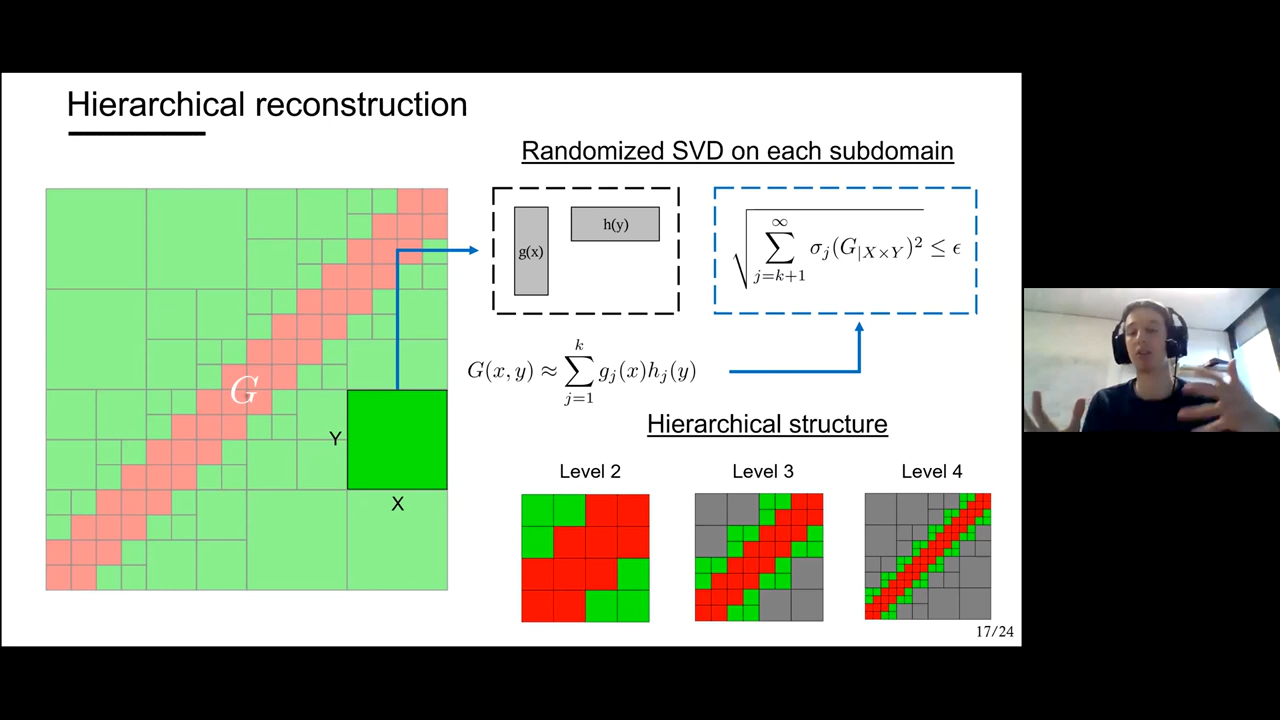 Hierarchical reconstruction
Randomized SVD on each subdomain
G
Y
X
g(x)
h(y)
√∑_{j=k+1}^{∞} σ_j(G_{|X×Y})² ≤ ϵ
G(x, y) ≈ ∑_{j=1}^{k} g_j(x)h_j(y)
Hierarchical structure
Level 2
Level 3
Level 4
17/24